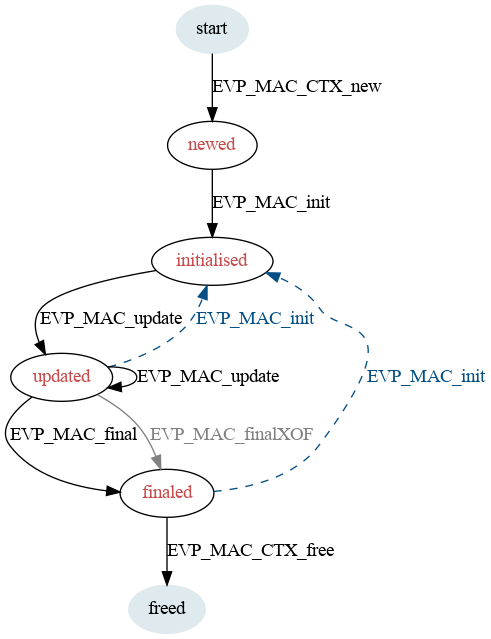 start
EVP_MAC_CTX_new
newed
EVP_MAC_init
initialised
EVP_MAC_update
EVP_MAC_init
EVP_MAC_init
updated
EVP_MAC_update
EVP_MAC_final
EVP_MAC_finalXOF
finaled
EVP_MAC_CTX_free
freed